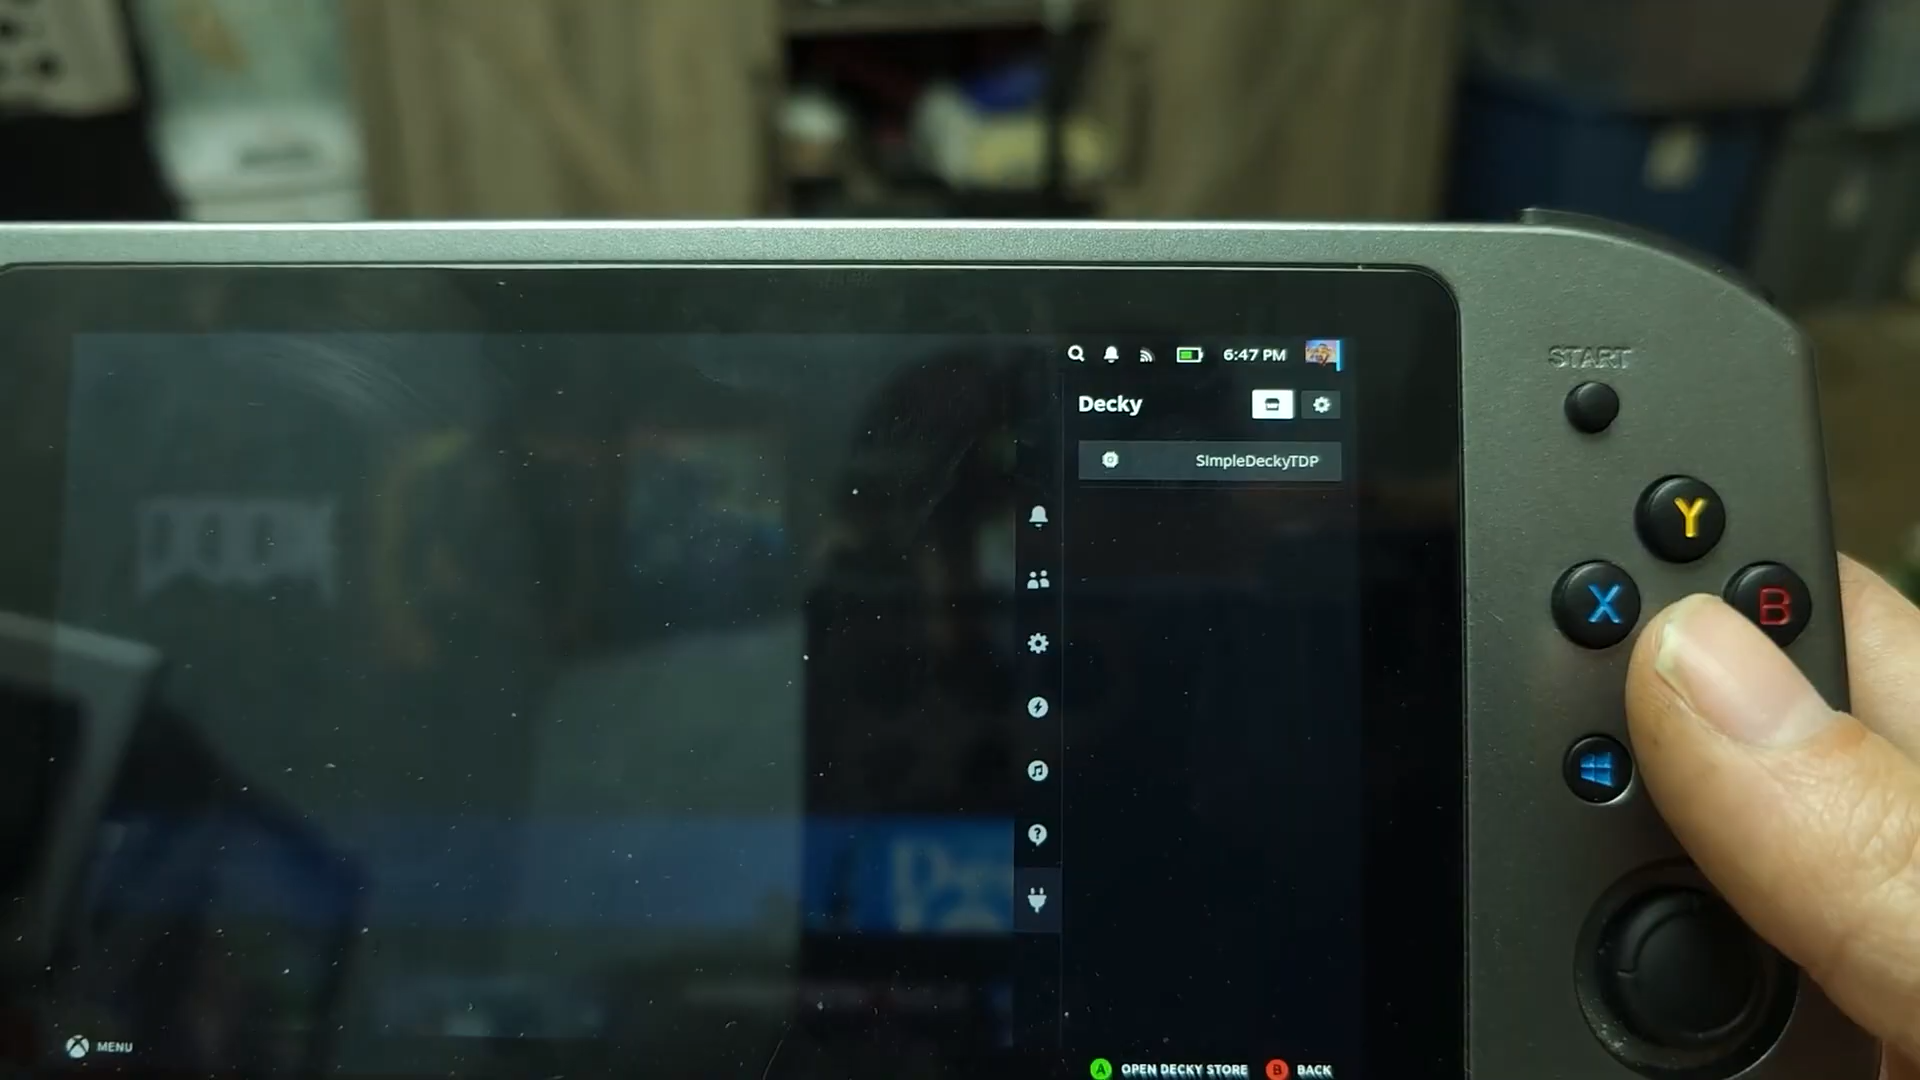 6:47 PM
START
Decky
SimpleDeckyTDP
Y
X
B
MENU
A OPEN DECKY STORE B BACK